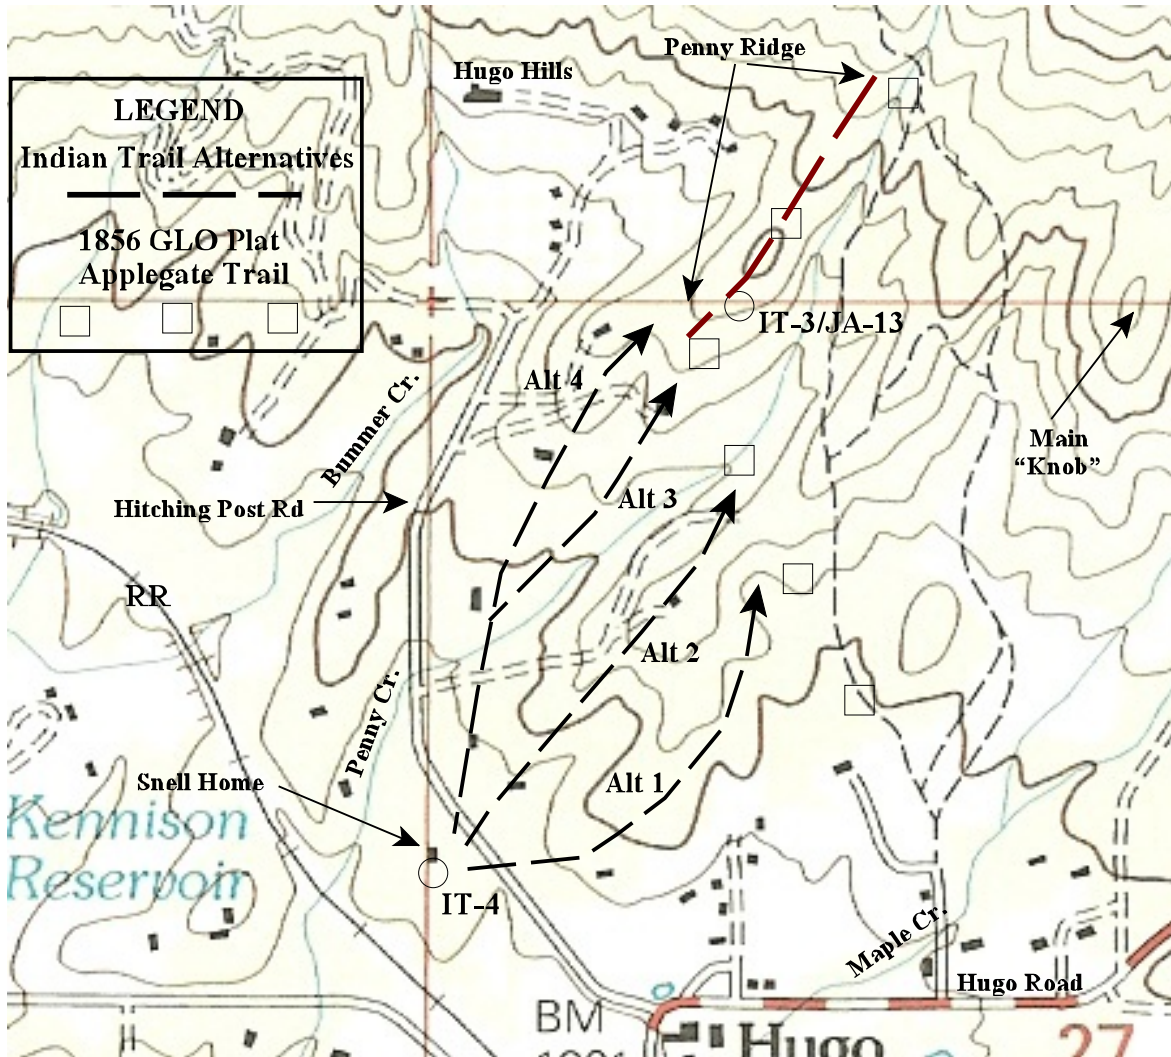 Penny Ridge
Hugo Hills
LEGEND
Indian Trail Alternatives
1856 GLO Plat
Applegate Trail
IT-3/JA-13
Alt 4
Bummer Cr.
Main
“Knob”
Alt 3
Hitching Post Rd
RR
Alt 2
Penny Cr.
Alt 1
Snell Home
Kennison
Reservoir
IT-4
Maple Cr.
Hugo Road
BM
Hugo
27